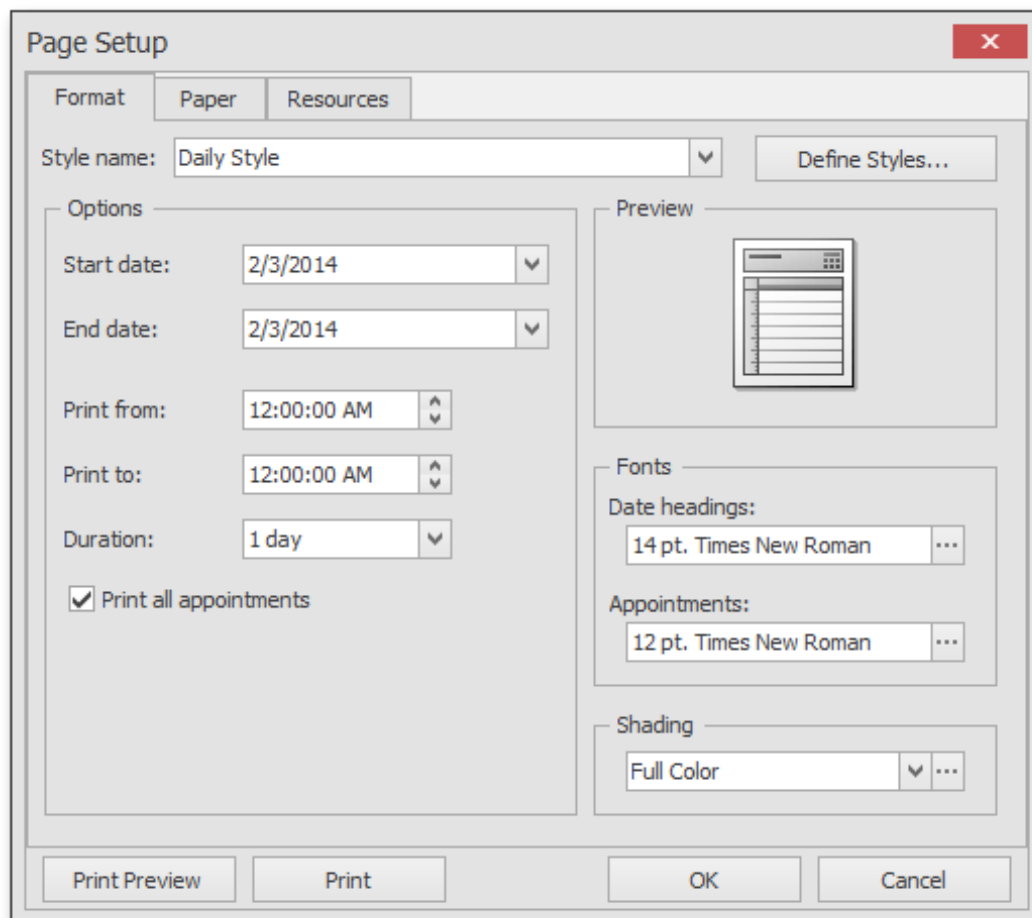 Page Setup
Format Paper Resources
Style name: Daily Style Define Styles...
Options
Start date: 2/3/2014
End date: 2/3/2014
Print from: 12:00:00 AM
Print to: 12:00:00 AM
Duration: 1 day
Print all appointments
Preview
Fonts
Date headings:
14 pt. Times New Roman
Appointments:
12 pt. Times New Roman
Shading
Full Color
Print Preview Print OK Cancel